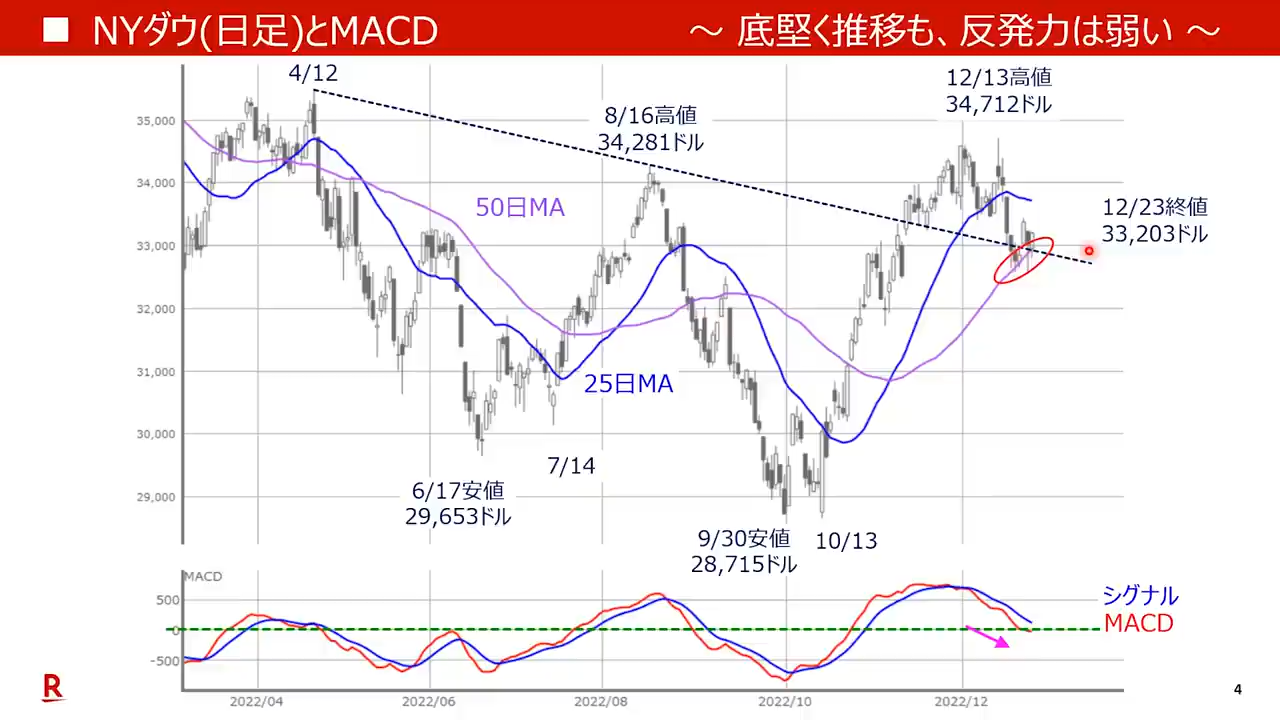 ■ NYダウ(日足)とMACD
～ 底堅く推移も、反発力は弱い ～
4/12
8/16高値
34,281ドル
12/13高値
34,712ドル
12/23終値
33,203ドル
50日MA
25日MA
6/17安値
29,653ドル
7/14
9/30安値
28,715ドル
10/13
35,000
34,000
33,000
32,000
31,000
30,000
29,000
MACD
500
0
-500
シグナル
MACD
2022/04
2022/06
2022/08
2022/10
2022/12
R
4